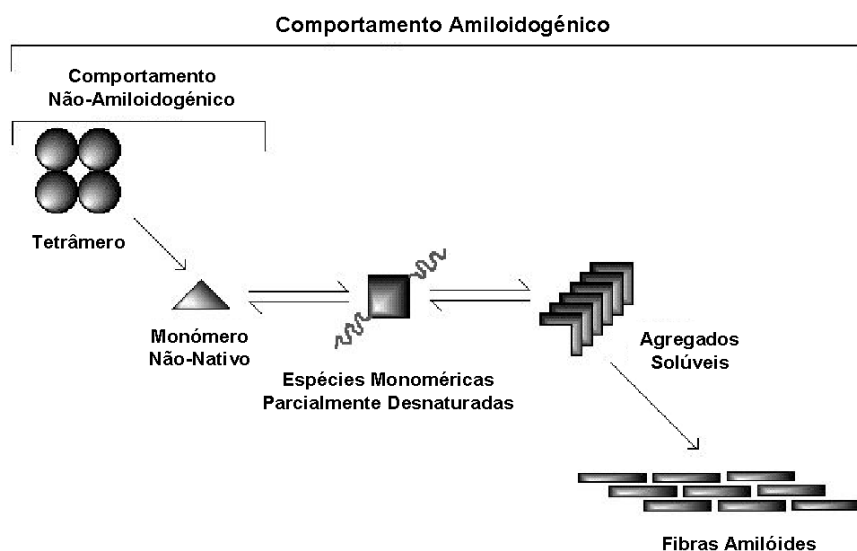 Comportamento Amiloidogénico
Comportamento
Não-Amiloidogénico
Tetrâmero
Monómero
Não-Nativo
Espécies Monoméricas
Parcialmente Desnaturadas
Agregados
Solúveis
Fibras Amilóides